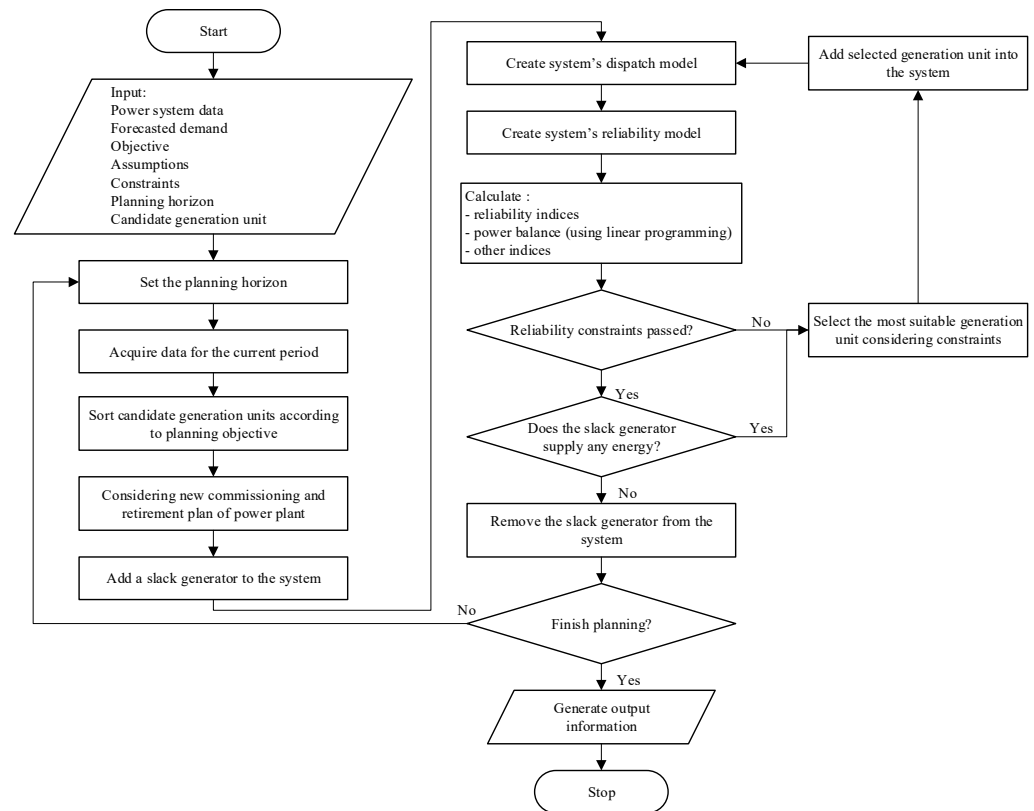 Start
Input:
Power system data
Forecasted demand
Objective
Assumptions
Constraints
Planning horizon
Candidate generation unit
Set the planning horizon
Acquire data for the current period
Sort candidate generation units according
to planning objective
Considering new commissioning and
retirement plan of power plant
Add a slack generator to the system
Create system's dispatch model
Create system's reliability model
Calculate :
- reliability indices
- power balance (using linear programming)
- other indices
Reliability constraints passed?
No
Yes
Does the slack generator
supply any energy?
Yes
No
Select the most suitable generation
unit considering constraints
Add selected generation unit into
the system
Remove the slack generator from the
system
Finish planning?
No
Yes
Generate output
information
Stop